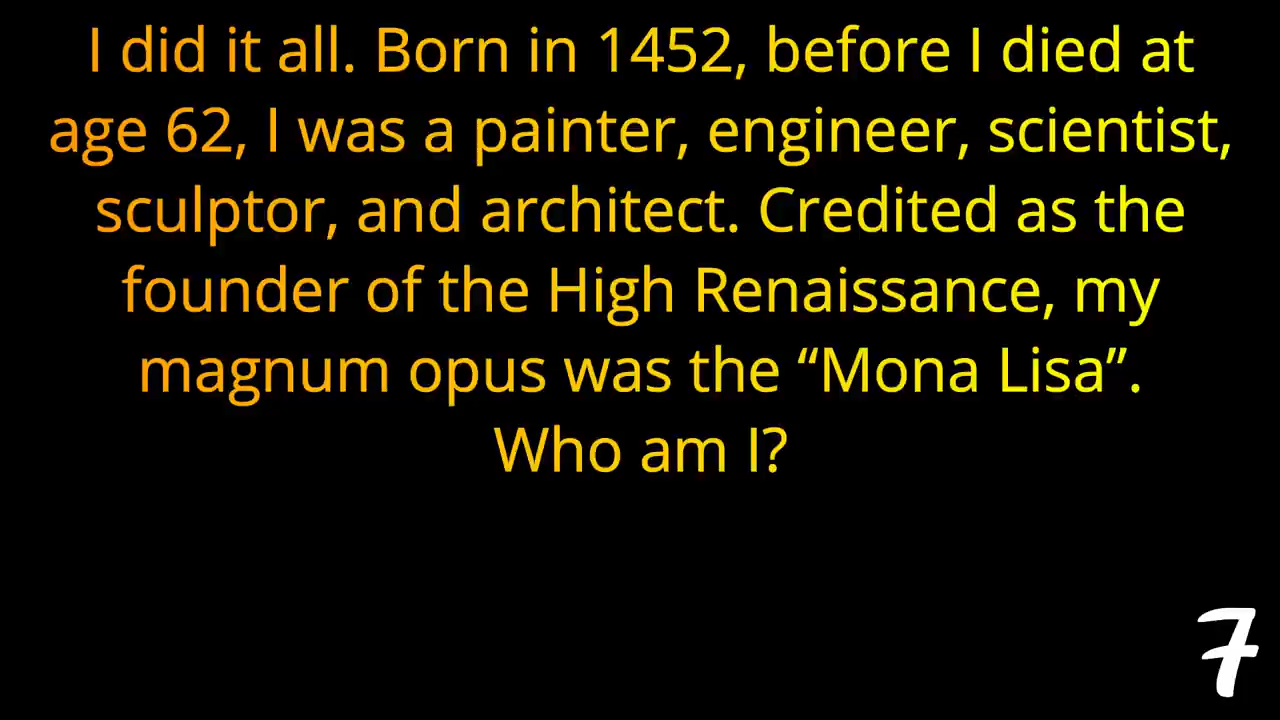 I did it all. Born in 1452, before I died at
age 62, I was a painter, engineer, scientist,
sculptor, and architect. Credited as the
founder of the High Renaissance, my
magnum opus was the “Mona Lisa”.
Who am I?
7